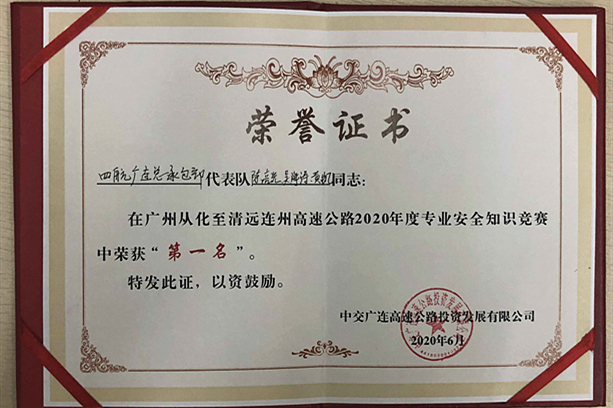 荣誉证书
四航广连总承包部代表队 同志：
在广州从化至清远连州高速公路2020年度专业安全知识竞赛
中荣获“第一名”。
特发此证，以资鼓励。
中交广连高速公路投资发展有限公司
2020年6月